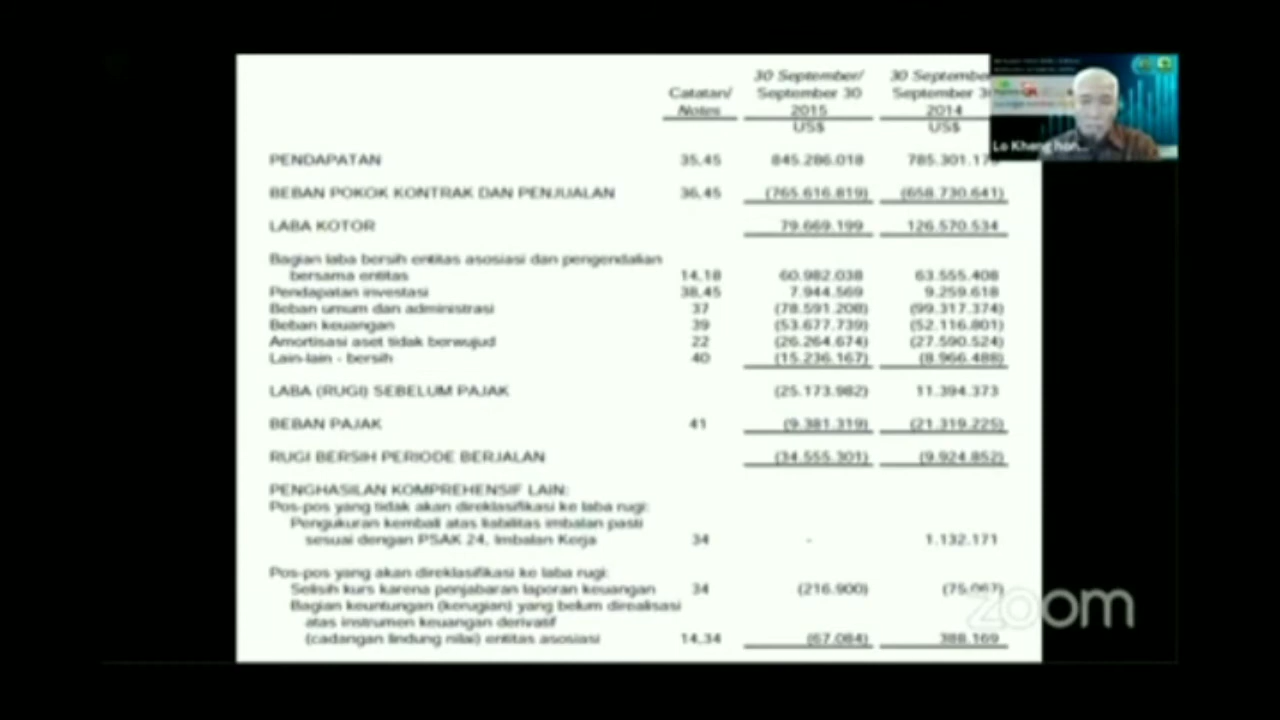 30 September/ 30 September
Catatan/ September 30 September 30
Notes 2015 2014
US$ US$
PENDAPATAN 35,45 845.286.018 785.301.175
BEBAN POKOK KONTRAK DAN PENJUALAN 36,45 (765.616.819) (658.730.641)
LABA KOTOR 79.669.199 126.570.534
Bagian laba bersih entitas asosiasi dan pengendalian
bersama entitas 14,18 60.982.038 63.555.408
Pendapatan investasi 38,45 7.944.569 9.259.618
Beban umum dan administrasi 37 (78.591.208) (99.317.374)
Beban keuangan 39 (53.677.739) (52.116.801)
Amortisasi aset tidak berwujud 22 (26.264.674) (27.590.524)
Lain-lain - bersih 40 (15.236.167) (8.966.488)
LABA (RUGI) SEBELUM PAJAK (25.173.982) 11.394.373
BEBAN PAJAK 41 (9.381.319) (21.319.225)
RUGI BERSIH PERIODE BERJALAN (34.555.301) (9.924.852)
PENGHASILAN KOMPREHENSIF LAIN:
Pos-pos yang tidak akan direklasifikasi ke laba rugi:
Pengukuran kembali atas liabilitas imbalan pasti
sesuai dengan PSAK 24, Imbalan Kerja 34 - 1.132.171
Pos-pos yang akan direklasifikasi ke laba rugi:
Selisih kurs karena penjabaran laporan keuangan 34 (216.900) (75.067)
Bagian keuntungan (kerugian) yang belum direalisasi
atas instrumen keuangan derivatif
(cadangan lindung nilai) entitas asosiasi 14,34 (67.084) 388.169
Lo Kheng hon...
zoom